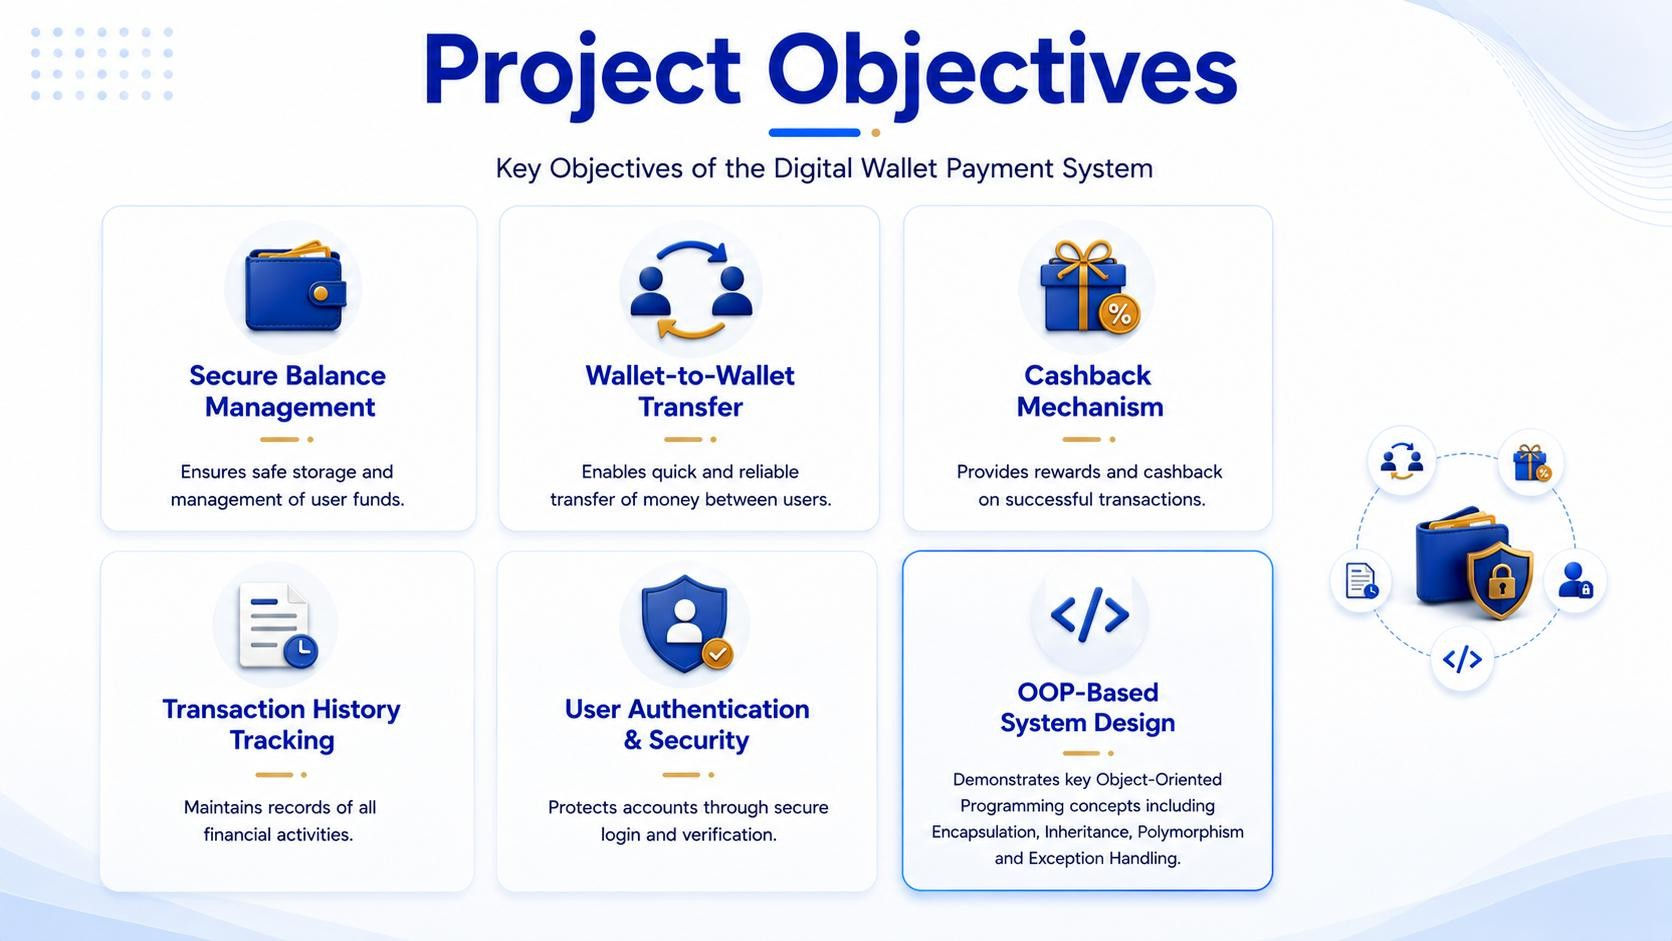 Project Objectives
Key Objectives of the Digital Wallet Payment System
Secure Balance
Management
Ensures safe storage and
management of user funds.
Wallet-to-Wallet
Transfer
Enables quick and reliable
transfer of money between users.
%
Cashback
Mechanism
Provides rewards and cashback
on successful transactions.
Transaction History
Tracking
Maintains records of all
financial activities.
User Authentication
& Security
Protects accounts through secure
login and verification.
</>
OOP-Based
System Design
Demonstrates key Object-Oriented
Programming concepts including
Encapsulation, Inheritance, Polymorphism
and Exception Handling.
%
</>